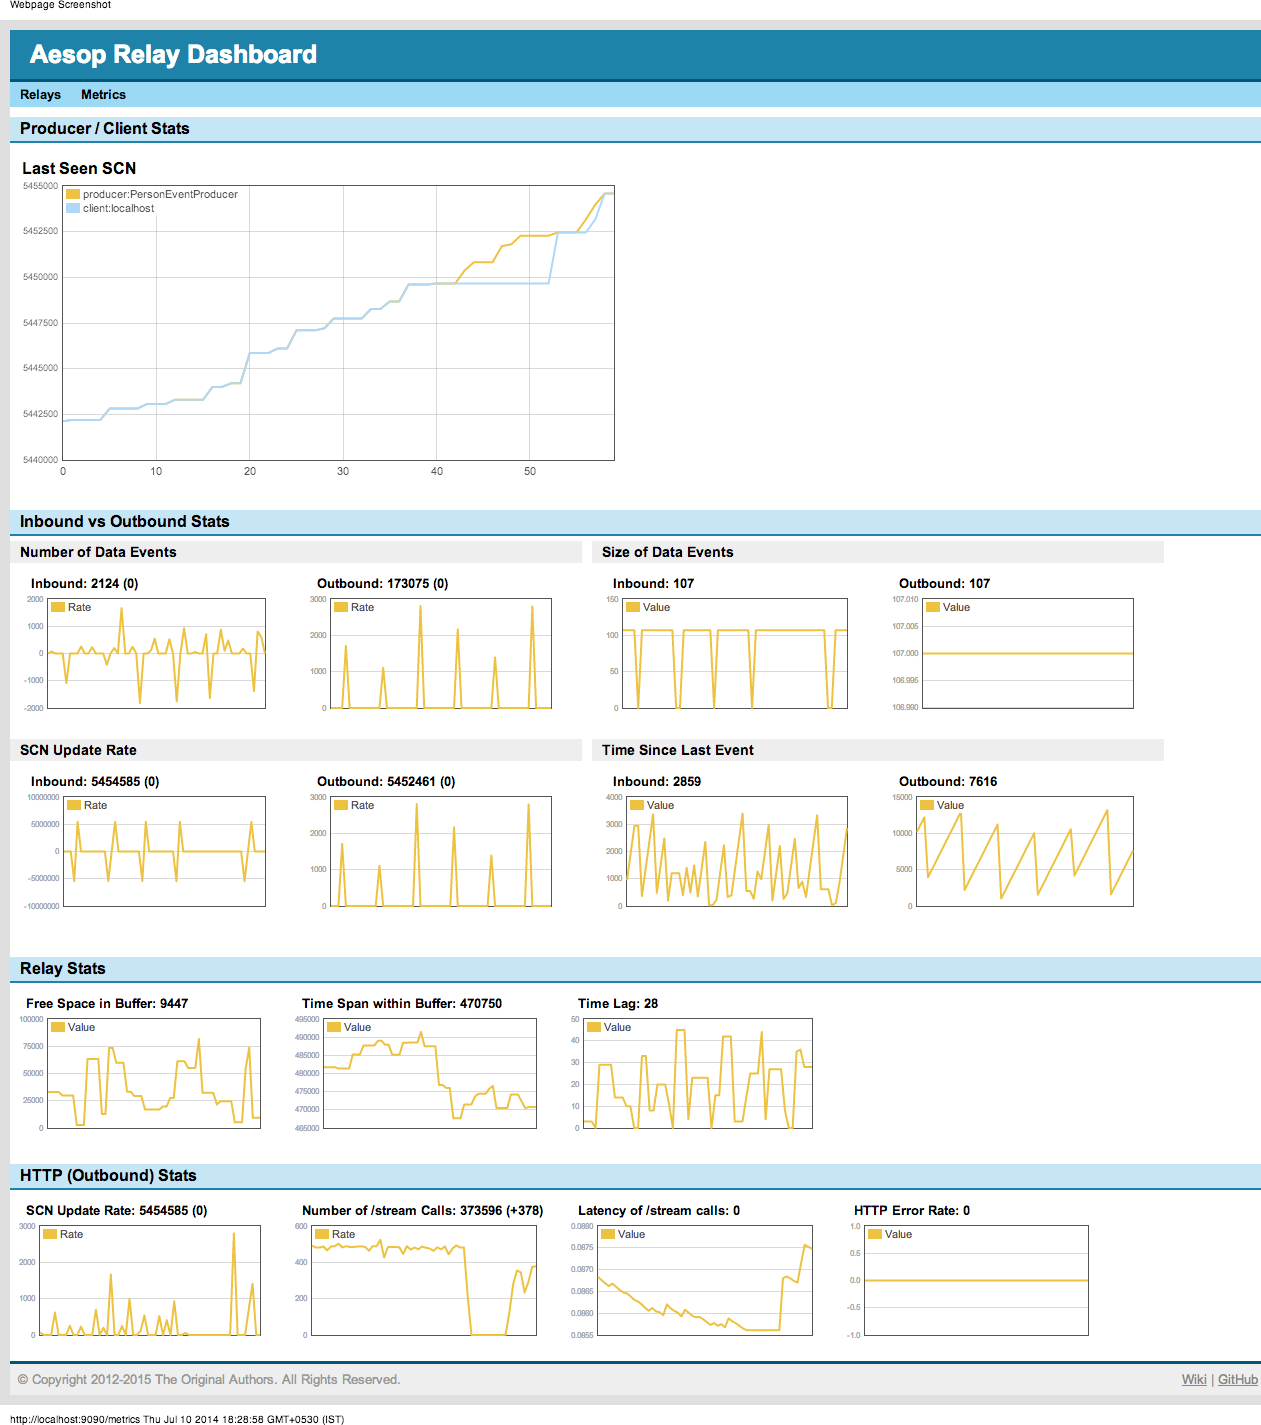 Webpage Screenshot
Aesop Relay Dashboard
Relays Metrics
Producer / Client Stats
Last Seen SCN
producer:PersonEventProducer
client:localhost
5455000
5452500
5450000
5447500
5445000
5442500
5440000
0 10 20 30 40 50
Inbound vs Outbound Stats
Number of Data Events Size of Data Events
Inbound: 2124 (0) Outbound: 173075 (0) Inbound: 107 Outbound: 107
Rate Rate Value Value
2000 3000 150 107.010
1000 2000 100 107.005
0 1000 50 107.000
-1000 0 0 106.995
-2000 106.990
SCN Update Rate Time Since Last Event
Inbound: 5454585 (0) Outbound: 5452461 (0) Inbound: 2859 Outbound: 7616
Rate Rate Value Value
10000000 3000 4000 15000
5000000 2000 3000 10000
0 1000 2000 5000
-5000000 0 1000 0
-10000000 0
Relay Stats
Free Space in Buffer: 9447 Time Span within Buffer: 470750 Time Lag: 28
Value Value Value
100000 495000 50
75000 490000 40
50000 485000 30
25000 480000 20
0 475000 10
470000 0
465000
HTTP (Outbound) Stats
SCN Update Rate: 5454585 (0) Number of /stream Calls: 373596 (+378) Latency of /stream calls: 0 HTTP Error Rate: 0
Rate Rate Value Value
3000 600 0.0880 1.0
2000 400 0.0875 0.5
1000 200 0.0870 0.0
0 0 0.0865 -0.5
0.0860 -1.0
0.0855
© Copyright 2012-2015 The Original Authors. All Rights Reserved. Wiki | GitHub
http://localhost:9090/metrics Thu Jul 10 2014 18:28:58 GMT+0530 (IST)